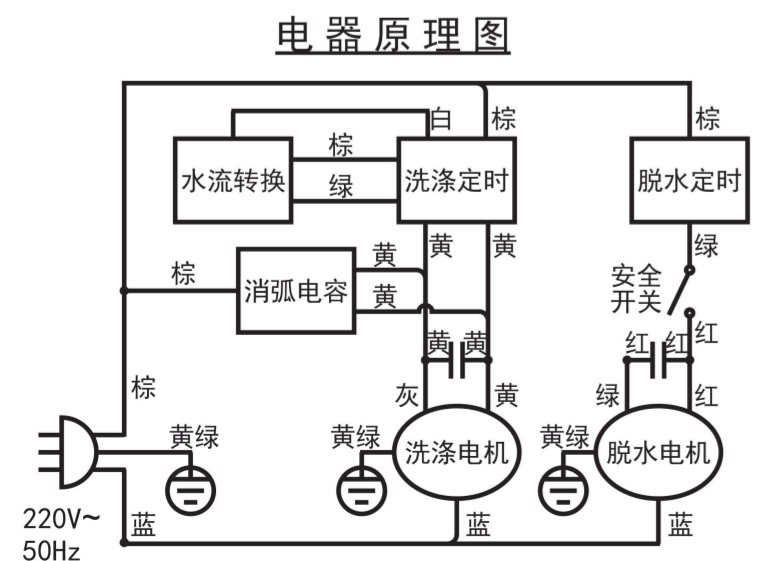 电器原理图
白
棕
棕
棕
水流转换
绿
洗涤定时
脱水定时
黄
黄
绿
棕
消弧电容
黄
黄
安全
开关
黄
黄
红
红
红
棕
灰
黄
绿
红
黄绿
黄绿
洗涤电机
黄绿
脱水电机
220V~
50Hz
蓝
蓝
蓝